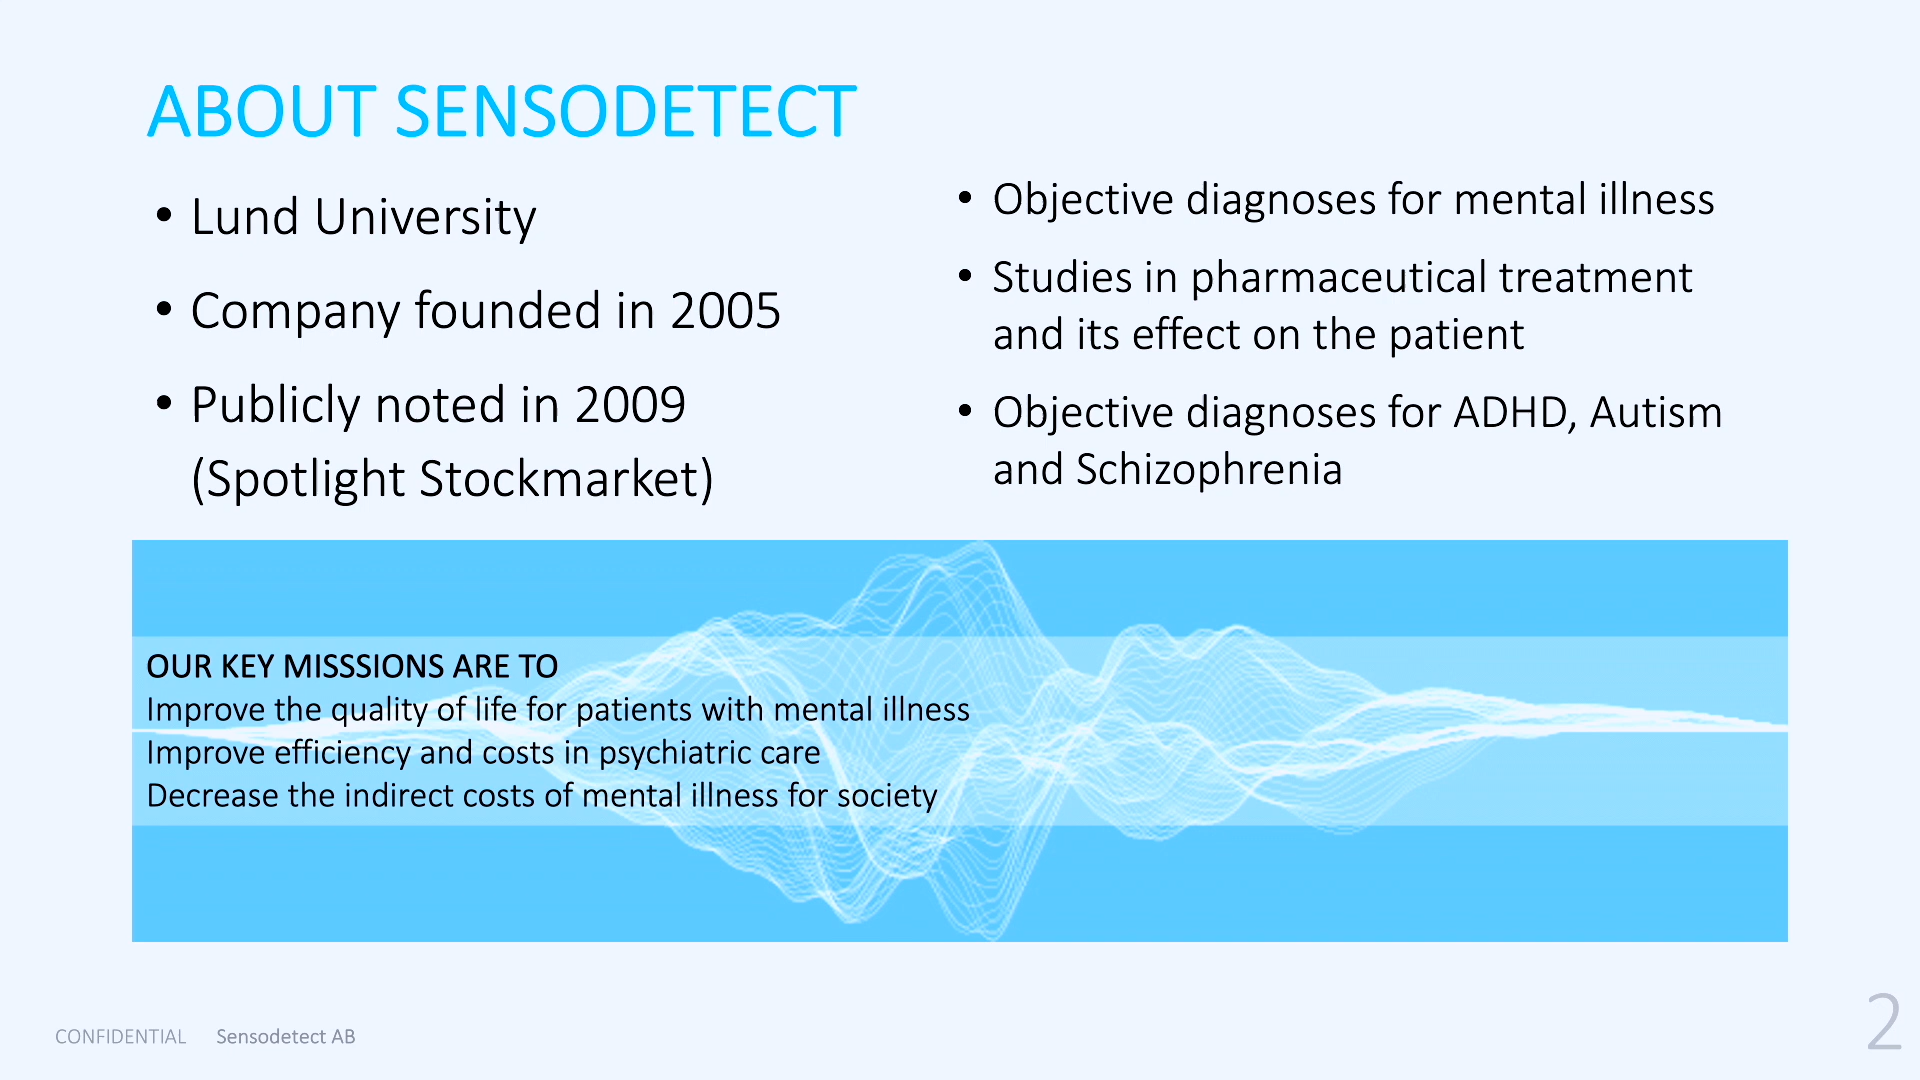 ABOUT SENSODETECT
• Lund University
• Company founded in 2005
• Publicly noted in 2009
(Spotlight Stockmarket)
• Objective diagnoses for mental illness
• Studies in pharmaceutical treatment
and its effect on the patient
• Objective diagnoses for ADHD, Autism
and Schizophrenia
OUR KEY MISSSIONS ARE TO
Improve the quality of life for patients with mental illness
Improve efficiency and costs in psychiatric care
Decrease the indirect costs of mental illness for society
CONFIDENTIAL Sensodetect AB
2